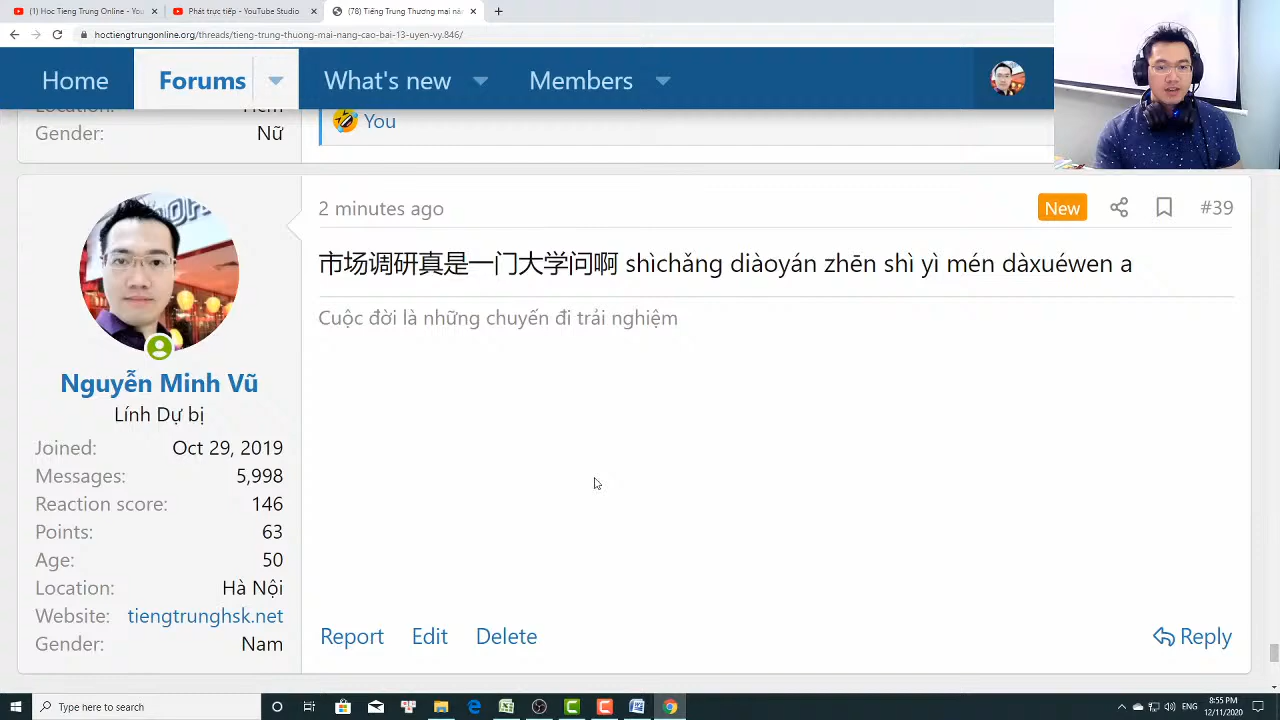 (1) Hoc Tieng Trung Online - You
Phát trực tiếp - YouTube Studio
(78) Tiếng Trung Thương mại nâ
hoctiengtrungonline.org/threads/tieng-trung-thuong-mai-nang-cao-bai-13-uyen-vy.846/
Home
Forums
What's new
Members
Gender: Nữ
You
2 minutes ago
New
#39
市场调研真是一门大学问啊 shìchǎng diàoyán zhēn shì yì mén dàxuéwen a
Cuộc đời là những chuyến đi trải nghiệm
Nguyễn Minh Vũ
Lính Dự bị
Joined: Oct 29, 2019
Messages: 5,998
Reaction score: 146
Points: 63
Age: 50
Location: Hà Nội
Website: tiengtrunghsk.net
Gender: Nam
Report Edit Delete
Reply
Type here to search
ENG
8:55 PM
12/11/2020